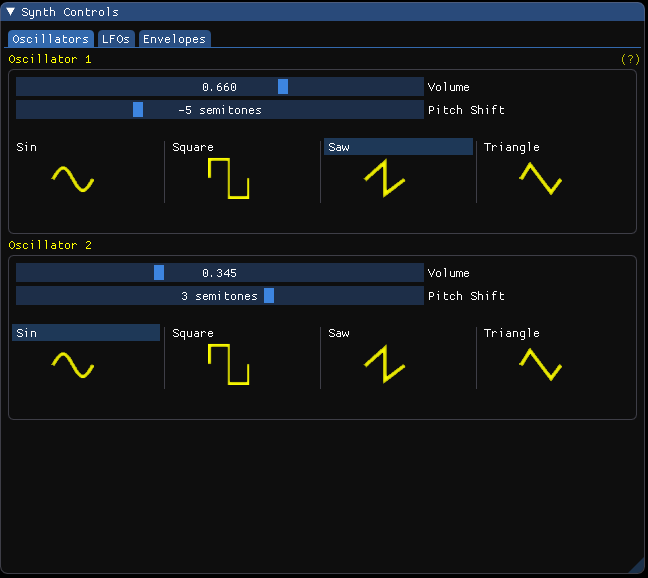 Synth Controls
Oscillators LFOs Envelopes
Oscillator 1 (?)
0.660 Volume
-5 semitones Pitch Shift
Sin Square Saw Triangle
Oscillator 2
0.345 Volume
3 semitones Pitch Shift
Sin Square Saw Triangle